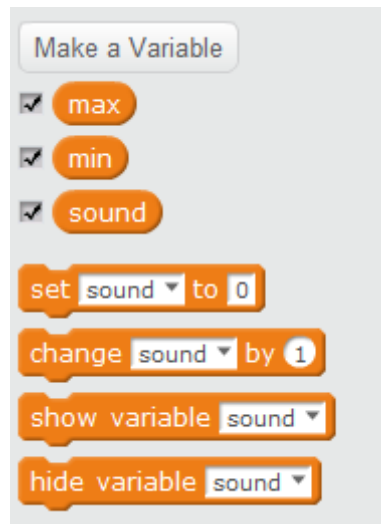 Make a Variable
max
min
sound
set sound to 0
change sound by 1
show variable sound
hide variable sound